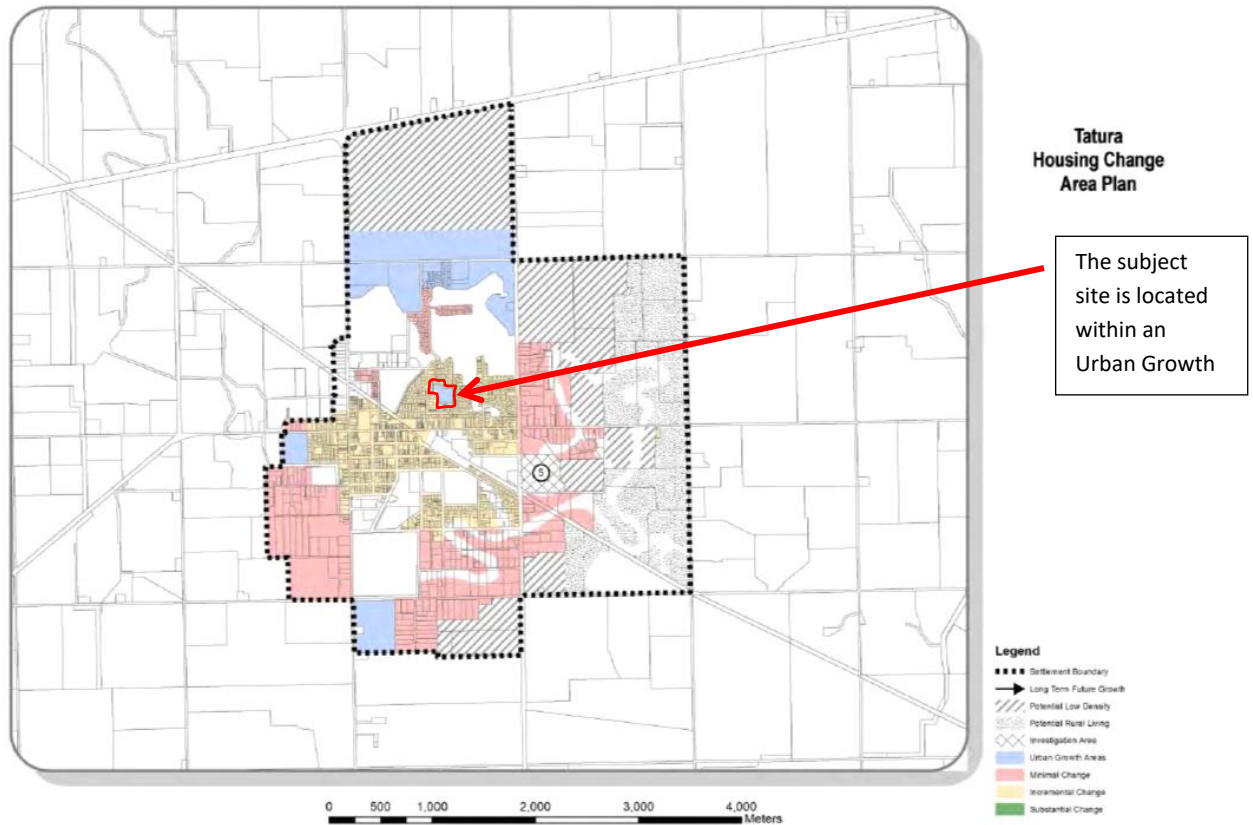 Tatura
Housing Change
Area Plan
The subject
site is located
within an
Urban Growth
5
Legend
Settlement Boundary
Long Term Future Growth
Potential Low Density
Potential Rural Living
Investigation Area
Urban Growth Areas
Minimal Change
Incremental Change
Substantial Change
0 500 1,000 2,000 3,000 4,000
Meters